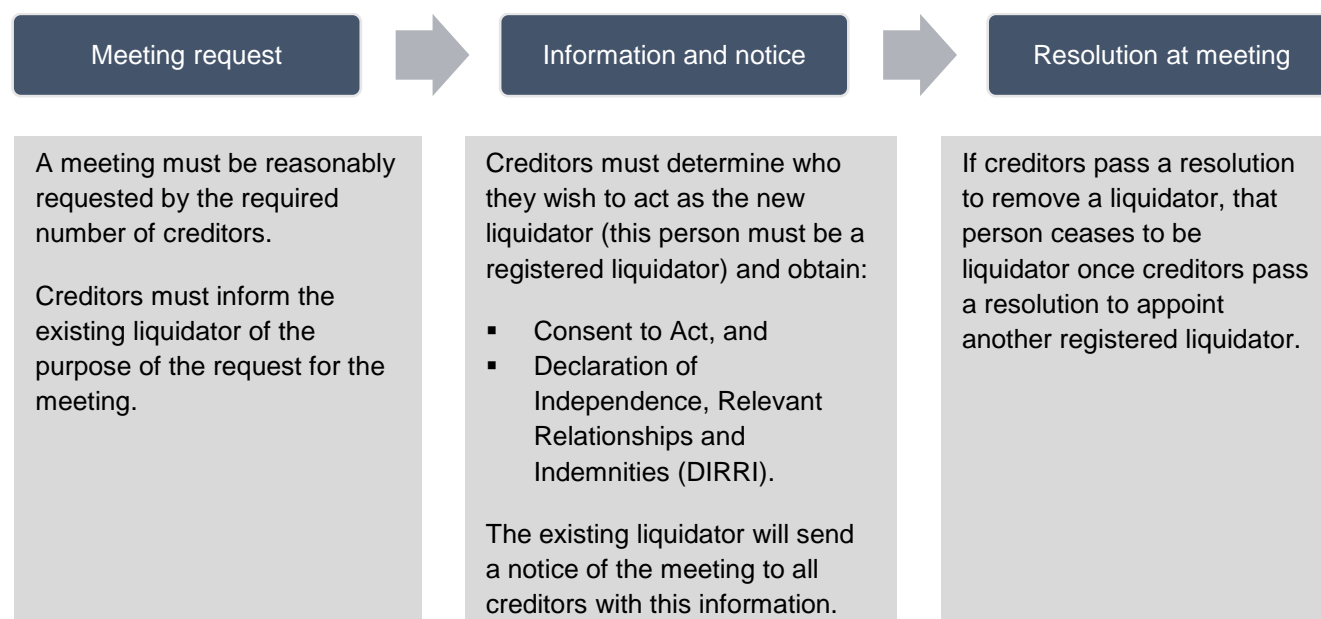 Meeting request
Information and notice
Resolution at meeting
A meeting must be reasonably
requested by the required
number of creditors.
Creditors must inform the
existing liquidator of the
purpose of the request for the
meeting.
Creditors must determine who
they wish to act as the new
liquidator (this person must be a
registered liquidator) and obtain:
▪ Consent to Act, and
▪ Declaration of
Independence, Relevant
Relationships and
Indemnities (DIRRI).
The existing liquidator will send
a notice of the meeting to all
creditors with this information.
If creditors pass a resolution
to remove a liquidator, that
person ceases to be
liquidator once creditors pass
a resolution to appoint
another registered liquidator.